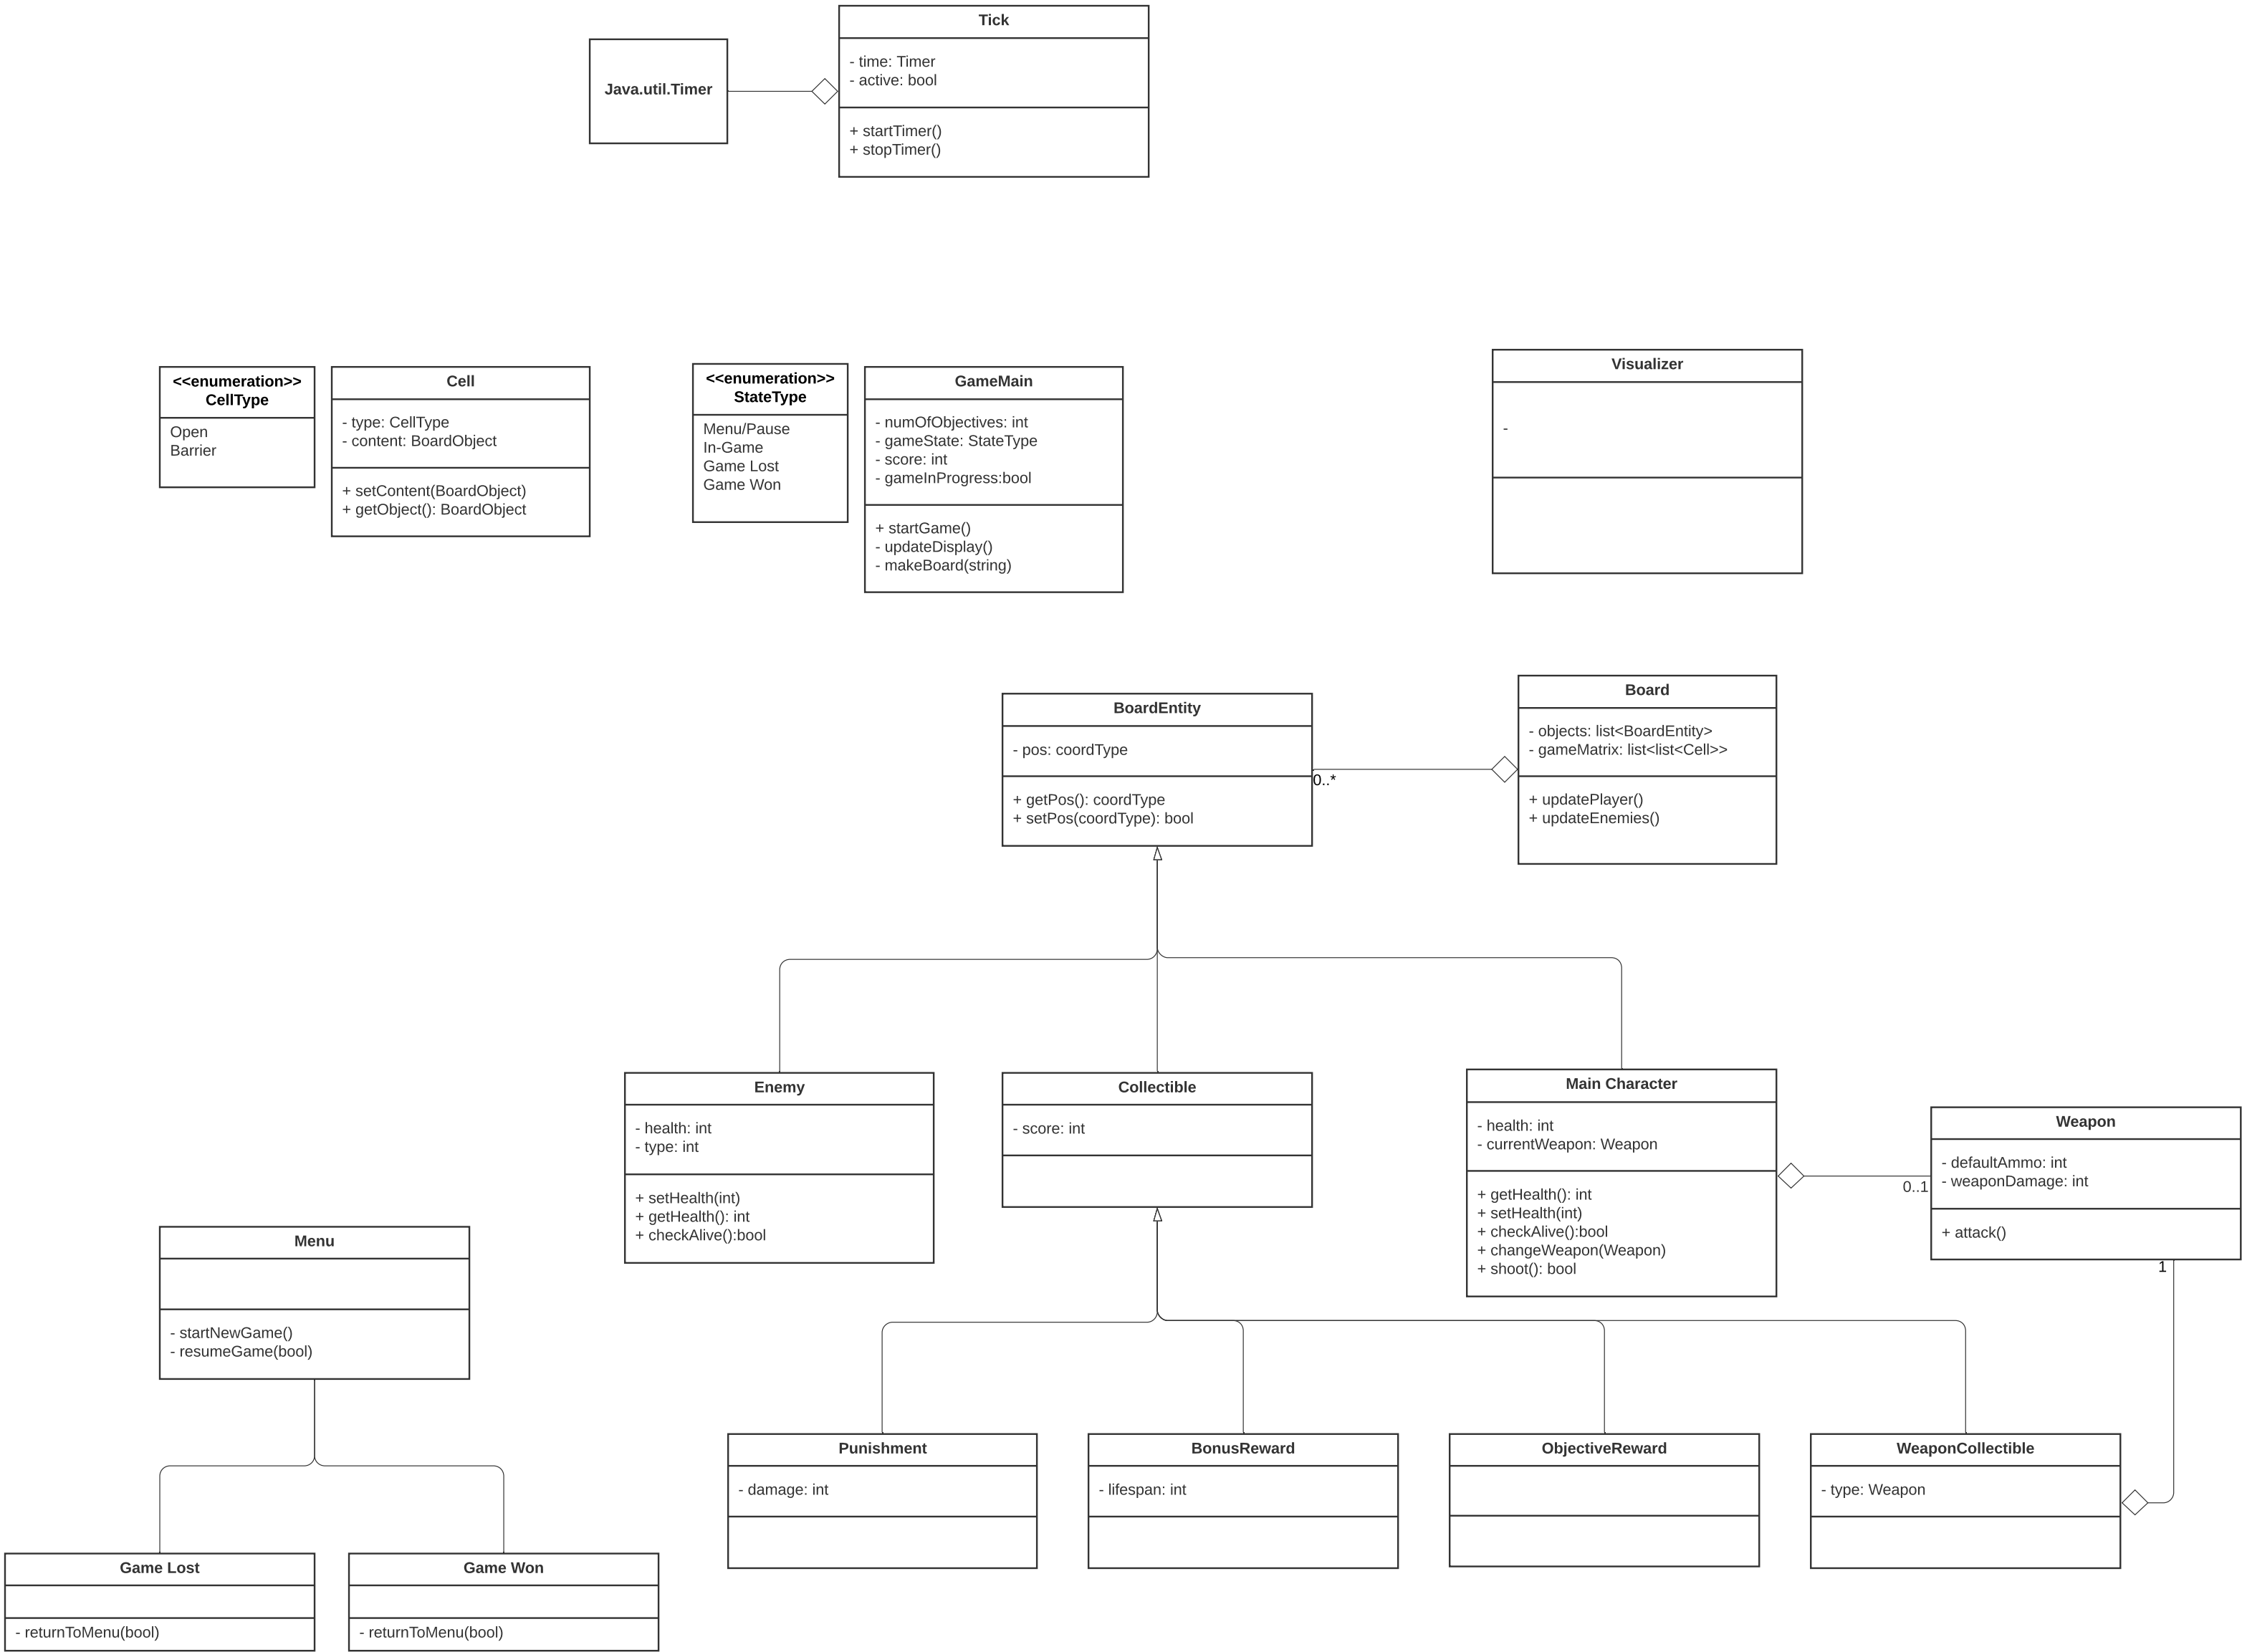 Tick
- time: Timer
- active: bool
+ startTimer()
+ stopTimer()
Java.util.Timer
<<enumeration>>
CellType
Open
Barrier
Cell
- type: CellType
- content: BoardObject
+ setContent(BoardObject)
+ getObject(): BoardObject
<<enumeration>>
StateType
Menu/Pause
In-Game
Game Lost
Game Won
GameMain
- numOfObjectives: int
- gameState: StateType
- score: int
- gameInProgress:bool
+ startGame()
- updateDisplay()
- makeBoard(string)
Visualizer
-
BoardEntity
- pos: coordType
+ getPos(): coordType
+ setPos(coordType): bool
0..*
Board
- objects: list<BoardEntity>
- gameMatrix: list<list<Cell>>
+ updatePlayer()
+ updateEnemies()
Enemy
- health: int
- type: int
+ setHealth(int)
+ getHealth(): int
+ checkAlive():bool
Collectible
- score: int
Main Character
- health: int
- currentWeapon: Weapon
+ getHealth(): int
+ setHealth(int)
+ checkAlive():bool
+ changeWeapon(Weapon)
+ shoot(): bool
0..1
Weapon
- defaultAmmo: int
- weaponDamage: int
+ attack()
1
Menu
- startNewGame()
- resumeGame(bool)
Punishment
- damage: int
BonusReward
- lifespan: int
ObjectiveReward
WeaponCollectible
- type: Weapon
Game Lost
- returnToMenu(bool)
Game Won
- returnToMenu(bool)